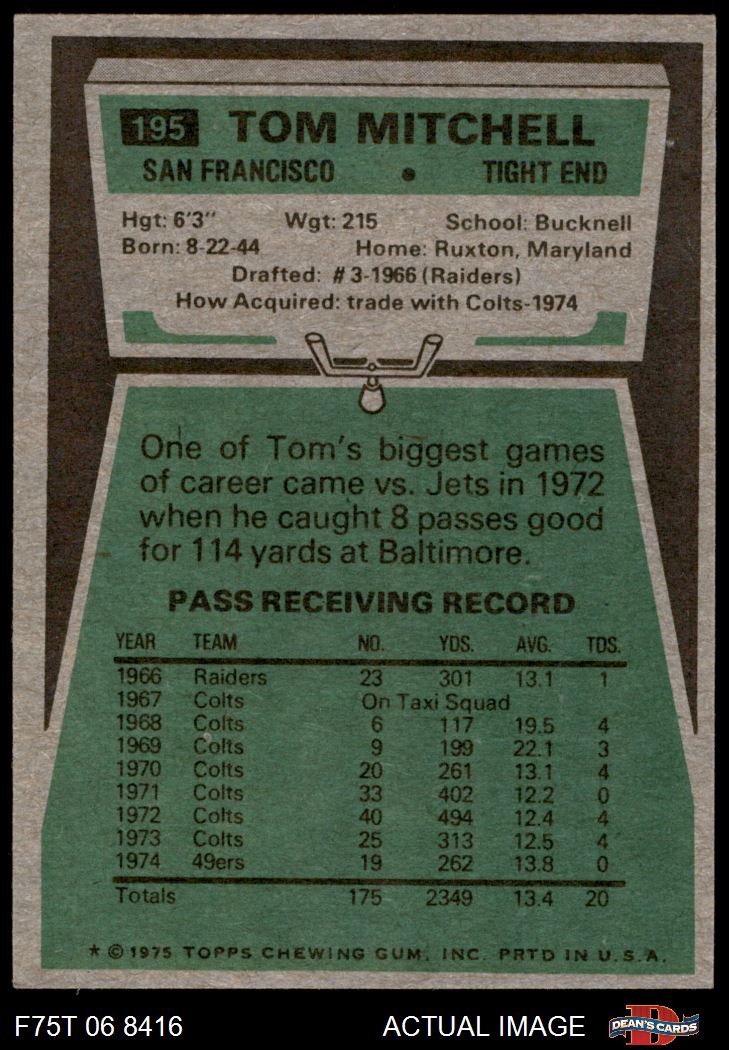 195 TOM MITCHELL
SAN FRANCISCO • TIGHT END
Hgt: 6'3" Wgt: 215 School: Bucknell
Born: 8-22-44 Home: Ruxton, Maryland
Drafted: #3-1966 (Raiders)
How Acquired: trade with Colts-1974
One of Tom's biggest games
of career came vs. Jets in 1972
when he caught 8 passes good
for 114 yards at Baltimore.
PASS RECEIVING RECORD
YEAR TEAM NO. YDS. AVG. TDS.
1966 Raiders 23 301 13.1 1
1967 Colts On Taxi Squad
1968 Colts 6 117 19.5 4
1969 Colts 9 199 22.1 3
1970 Colts 20 261 13.1 4
1971 Colts 33 402 12.2 0
1972 Colts 40 494 12.4 4
1973 Colts 25 313 12.5 4
1974 49ers 19 262 13.8 0
Totals 175 2349 13.4 20
* © 1975 TOPPS CHEWING GUM, INC. PRTD IN U.S.A.
F75T 06 8416 ACTUAL IMAGE D DEAN'S CARDS